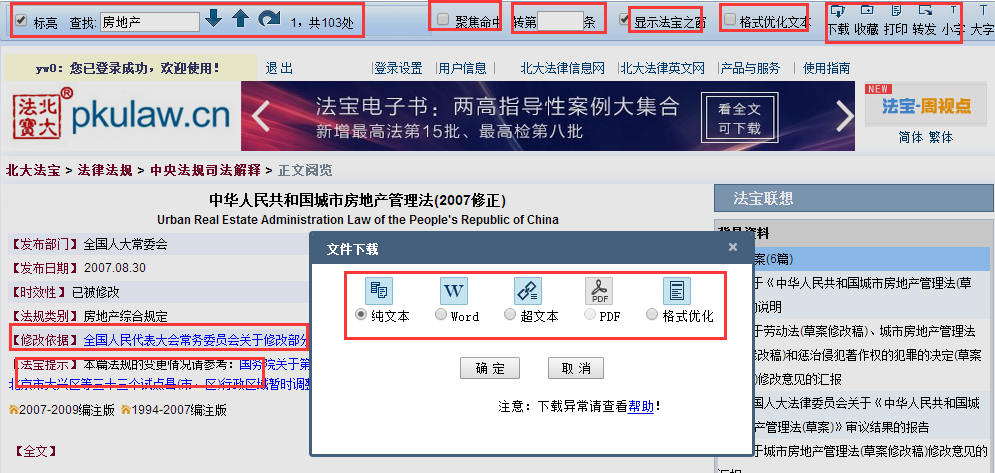 标亮 查找: 房地产 1，共103处 聚焦命中 转第 条 显示法宝之窗 格式优化文本 下载 收藏 打印 转发 小字 大字
T T
yw0: 您已登录成功，欢迎使用！ 退 出 |登录设置 |用户信息 | 北大法律信息网 |北大法律英文网 |产品与服务 | 使用指南
北大法宝 ® pkulaw.cn
法宝电子书：两高指导性案例大集合
新增最高法第15批、最高检第八批
看全文
可下载
NEW
法宝-周视点
简体 繁体
北大法宝 > 法律法规 > 中央法规司法解释 > 正文阅览
中华人民共和国城市房地产管理法(2007修正)
Urban Real Estate Administration Law of the People's Republic of China
【发布部门】全国人大常委会
【发布日期】2007.08.30
【时效性】已被修改
【法规类别】房地产综合规定
【修改依据】全国人民代表大会常务委员会关于修改部分
【法宝提示】本篇法规的变更情况请参考：国务院关于第
北京市大兴区等三十三个试点县(市、区)行政区域暂时调整
2007-2009编注版 1994-2007编注版
【全文】
文件下载 ×
W
PDF
纯文本 Word 超文本 PDF 格式优化
确 定 取 消
注意：下载异常请查看帮助！
法宝联想
背景资料
案(6篇)
于《中华人民共和国城市房地产管理法(草
的说明
于劳动法(草案修改稿)、城市房地产管理法
改稿)和惩治侵犯著作权的犯罪的决定(草案
)修改意见的汇报
国人大法律委员会关于《中华人民共和国城
产管理法(草案)》审议结果的报告
于城市房地产管理法(草案修改稿)修改意见的
汇报